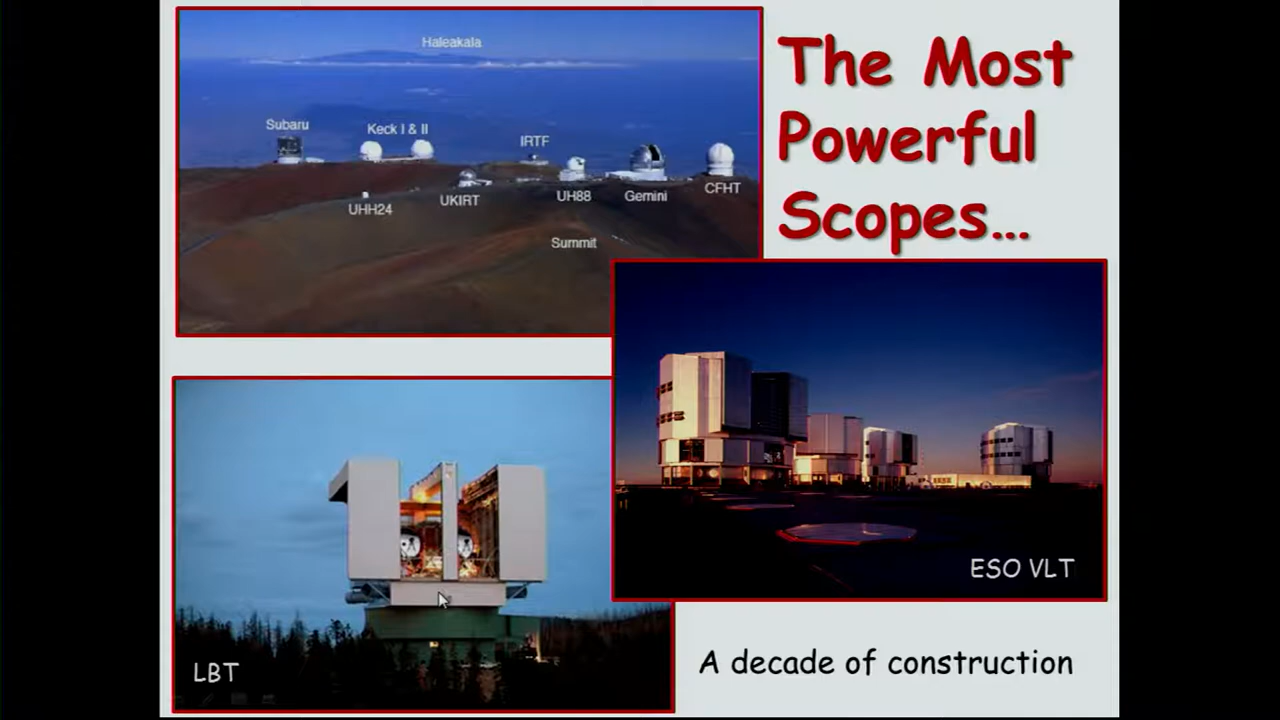 The Most
Powerful
Scopes...
Haleakala
Subaru
Keck I & II
IRTF
UHH24
UKIRT
UH88
Gemini
CFHT
Summit
ESO VLT
LBT
A decade of construction